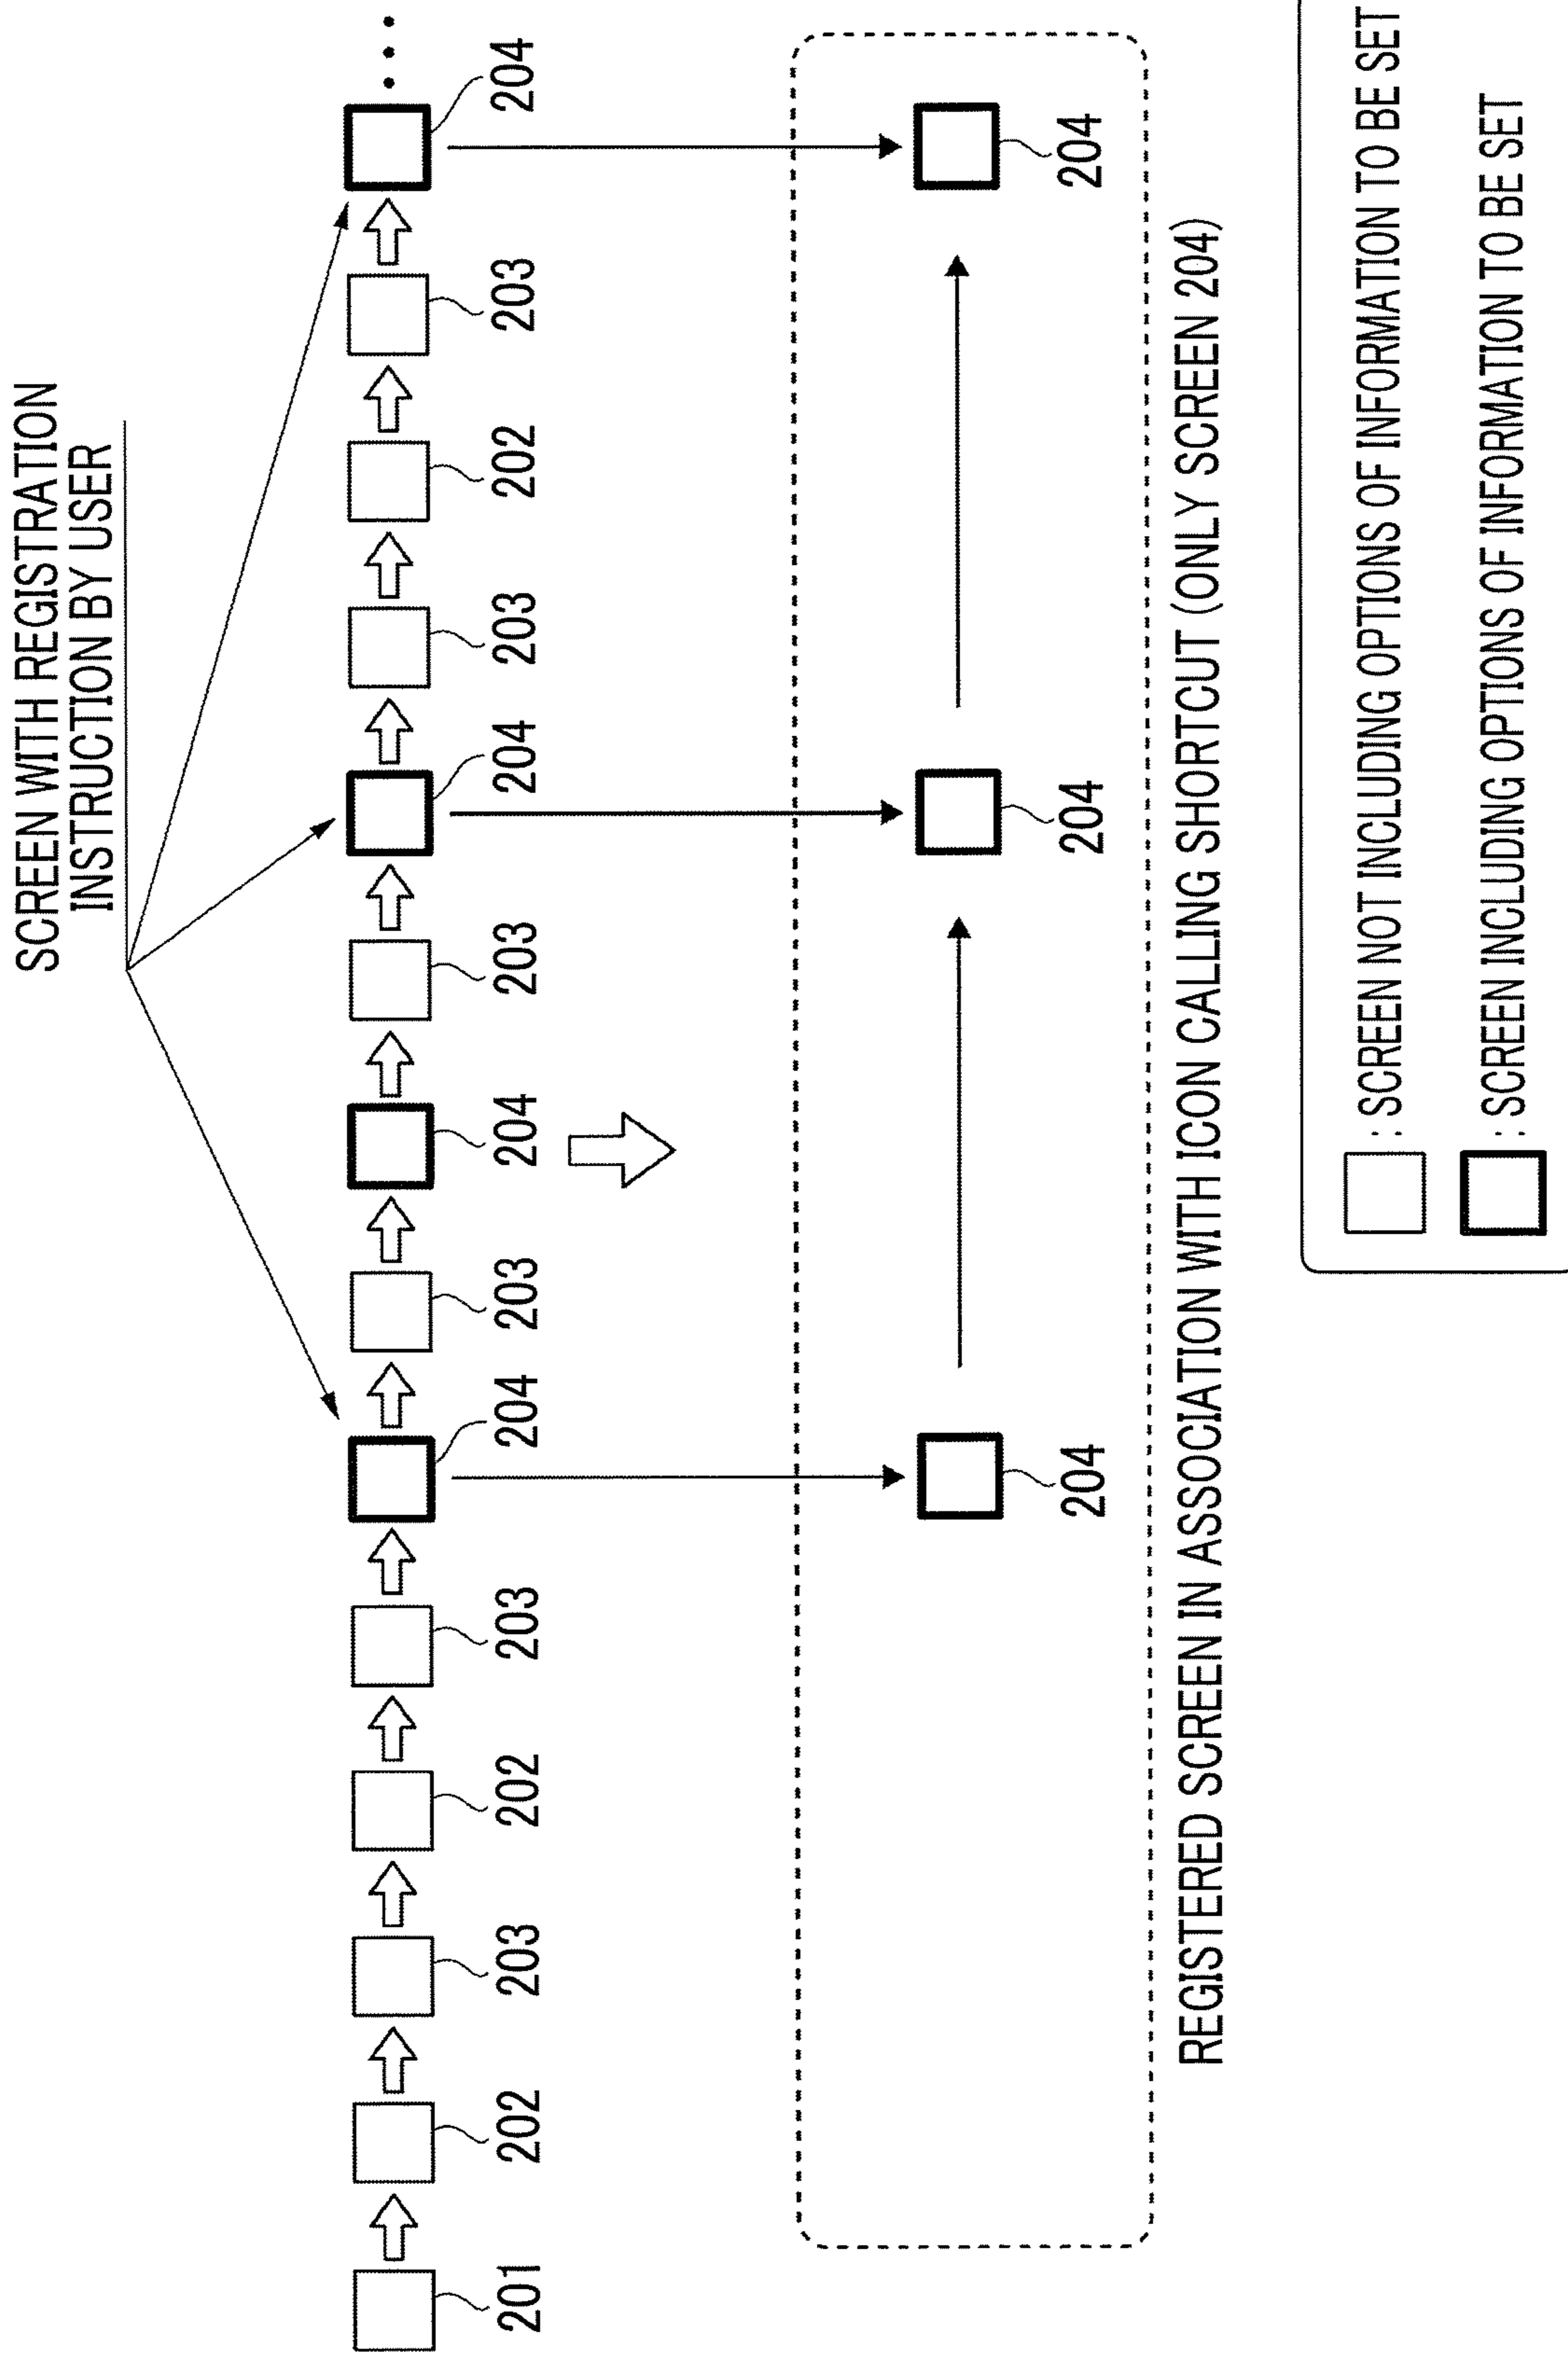 SCREEN WITH REGISTRATION
INSTRUCTION BY USER
201 202 203 202 203 204 203 204 203 204 203 202 203 204
204 204 204
REGISTERED SCREEN IN ASSOCIATION WITH ICON CALLING SHORTCUT (ONLY SCREEN 204)
: SCREEN NOT INCLUDING OPTIONS OF INFORMATION TO BE SET
: SCREEN INCLUDING OPTIONS OF INFORMATION TO BE SET